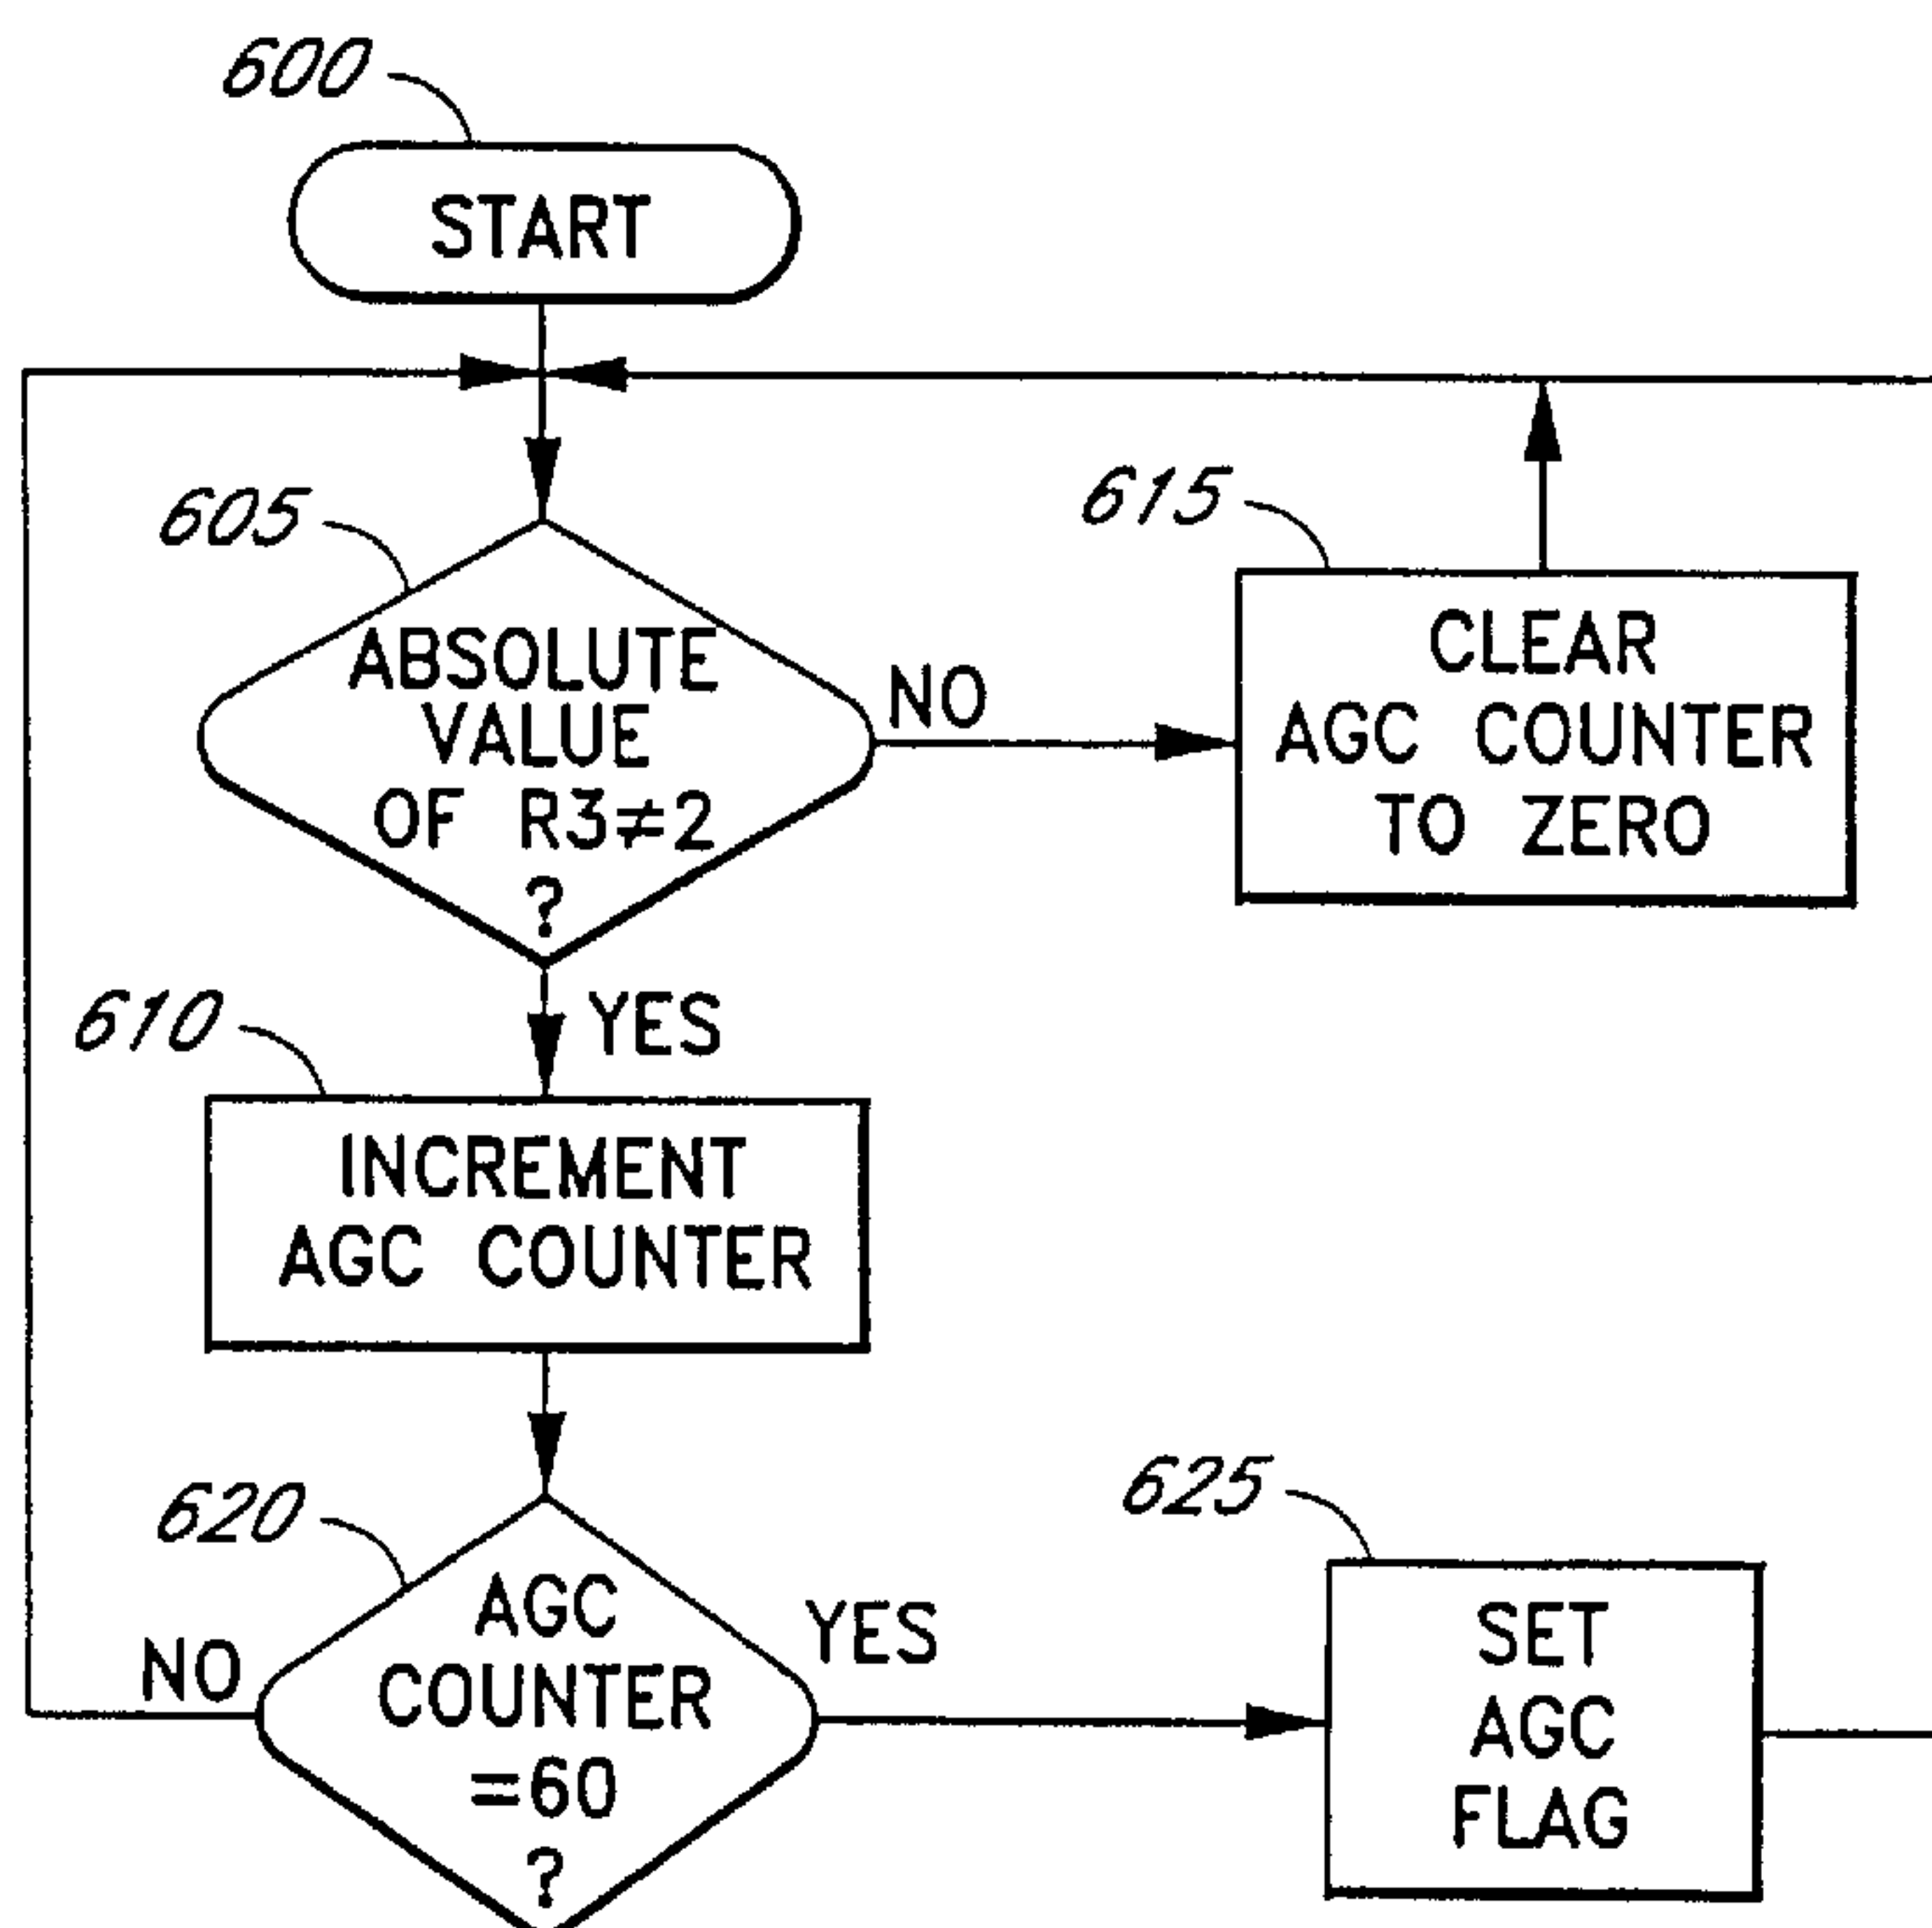 600
START
605
ABSOLUTE
VALUE
OF R3≠2
?
NO
615
CLEAR
AGC COUNTER
TO ZERO
YES
610
INCREMENT
AGC COUNTER
620
AGC
COUNTER
=60
?
NO
YES
625
SET
AGC
FLAG